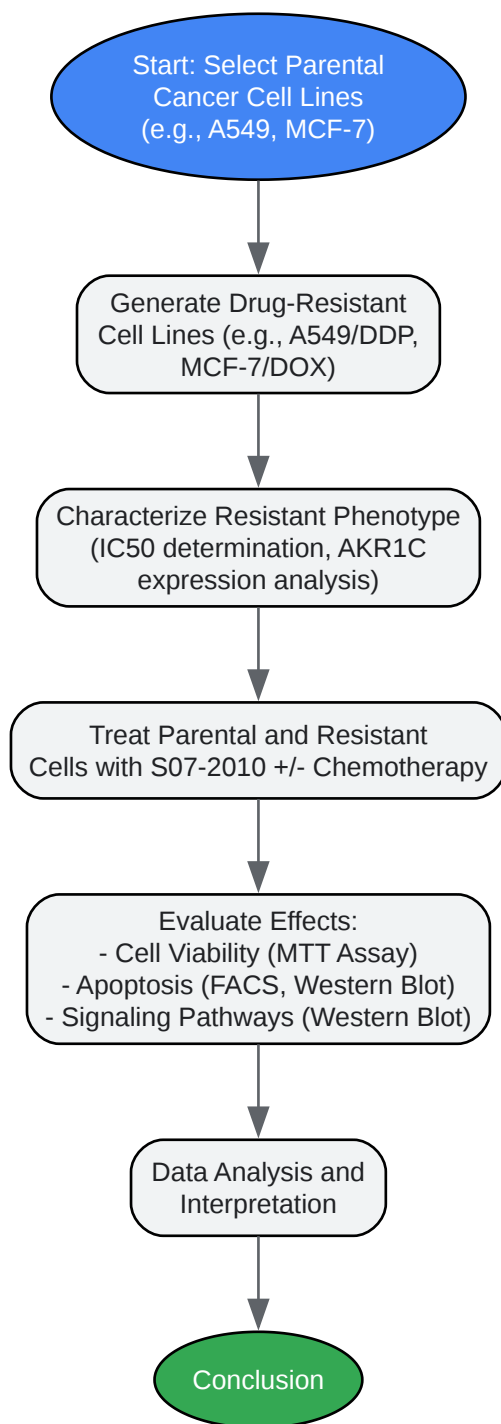 Start: Select Parental
Cancer Cell Lines
(e.g., A549, MCF-7)
Generate Drug-Resistant
Cell Lines (e.g., A549/DDP,
MCF-7/DOX)
Characterize Resistant Phenotype
(IC50 determination, AKR1C
expression analysis)
Treat Parental and Resistant
Cells with S07-2010 +/- Chemotherapy
Evaluate Effects:
- Cell Viability (MTT Assay)
- Apoptosis (FACS, Western Blot)
- Signaling Pathways (Western Blot)
Data Analysis and
Interpretation
Conclusion